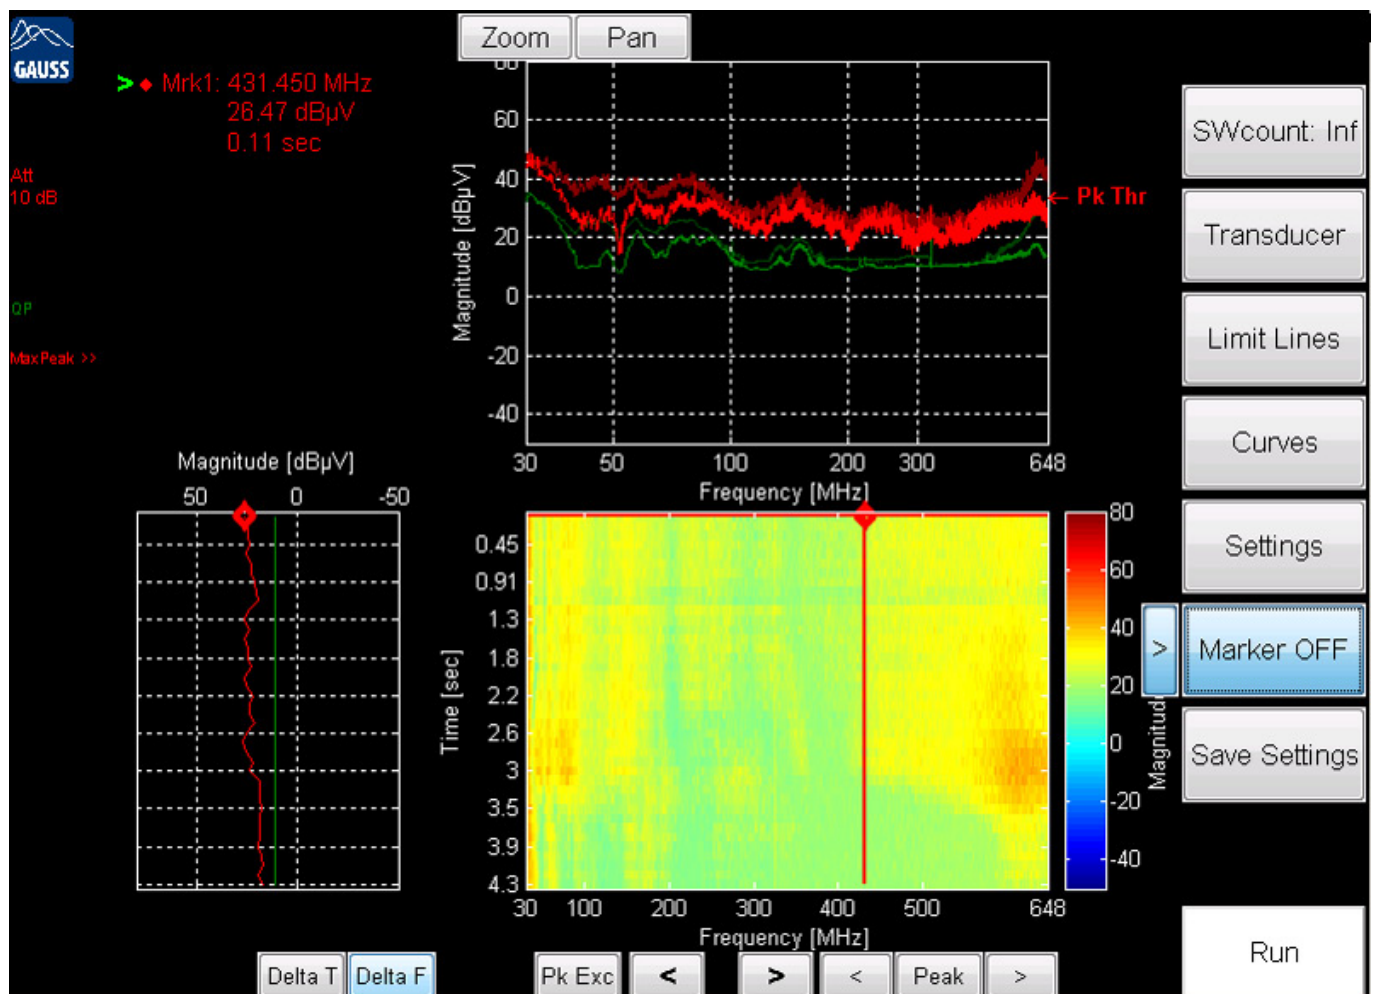 GAUSS
> Mrk1: 431.450 MHz
26.47 dBµV
0.11 sec
Att
10 dB
QP
MaxPeak >>
Zoom
Pan
60
40
20
0
-20
-40
Magnitude [dBµV]
← Pk Thr
30 50 100 200 300 648
Frequency [MHz]
Magnitude [dBµV]
50 0 -50
0.45
0.91
1.3
1.8
2.2
2.6
3
3.5
3.9
4.3
Time [sec]
30 100 200 300 400 500 648
Frequency [MHz]
80
60
40
20
0
-20
-40
SWcount: Inf
Transducer
Limit Lines
Curves
Settings
>
Marker OFF
Save Settings
Run
Delta T
Delta F
Pk Exc
<
>
<
Peak
>